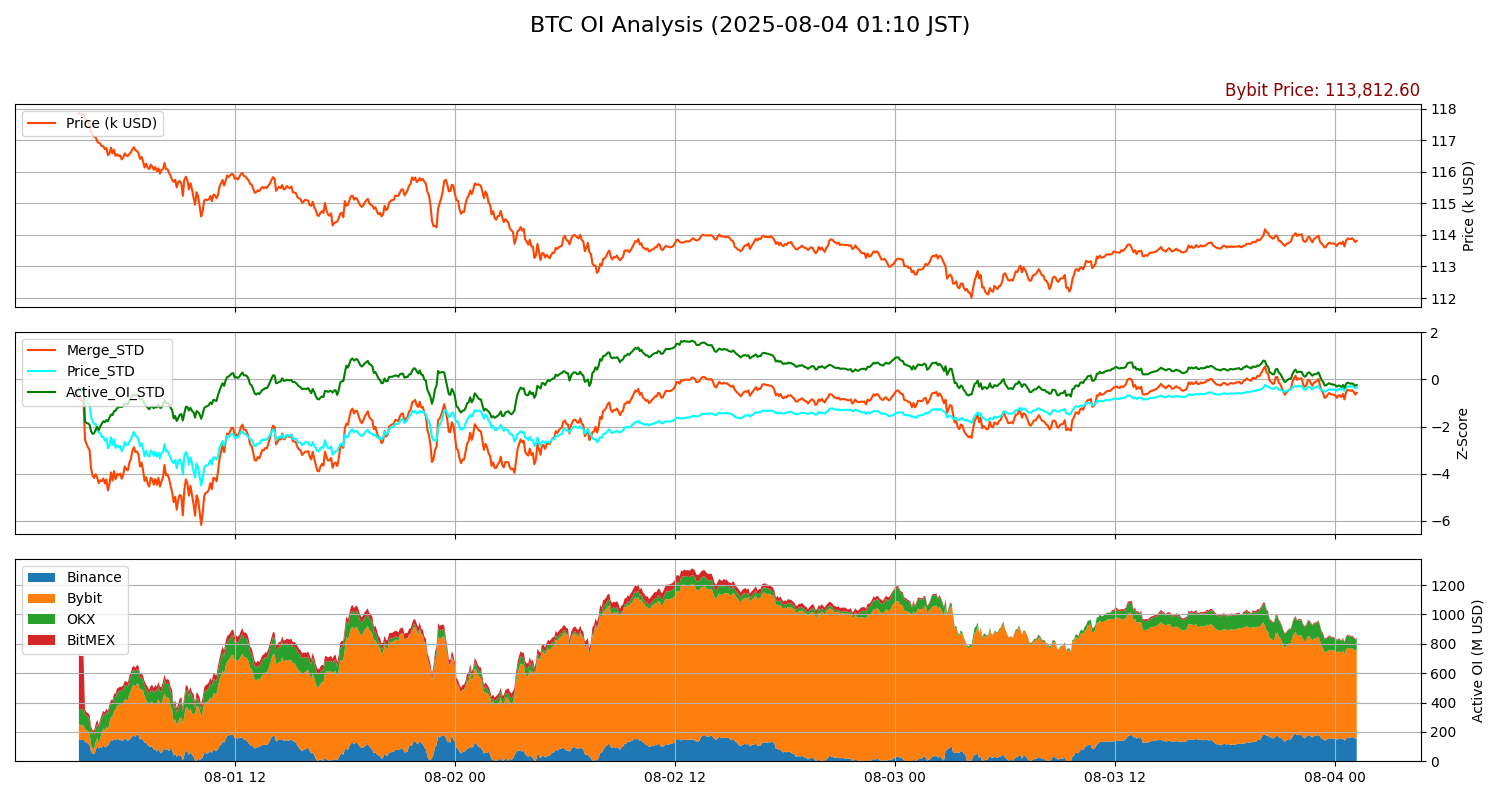 BTC OI Analysis (2025-08-04 01:10 JST)
Bybit Price: 113,812.60
Price (k USD)
118
117
116
115
114
113
112
Price (k USD)
Merge_STD
Price_STD
Active_OI_STD
2
0
−2
−4
−6
Z-Score
Binance
Bybit
OKX
BitMEX
1200
1000
800
600
400
200
0
Active OI (M USD)
08-01 12
08-02 00
08-02 12
08-03 00
08-03 12
08-04 00